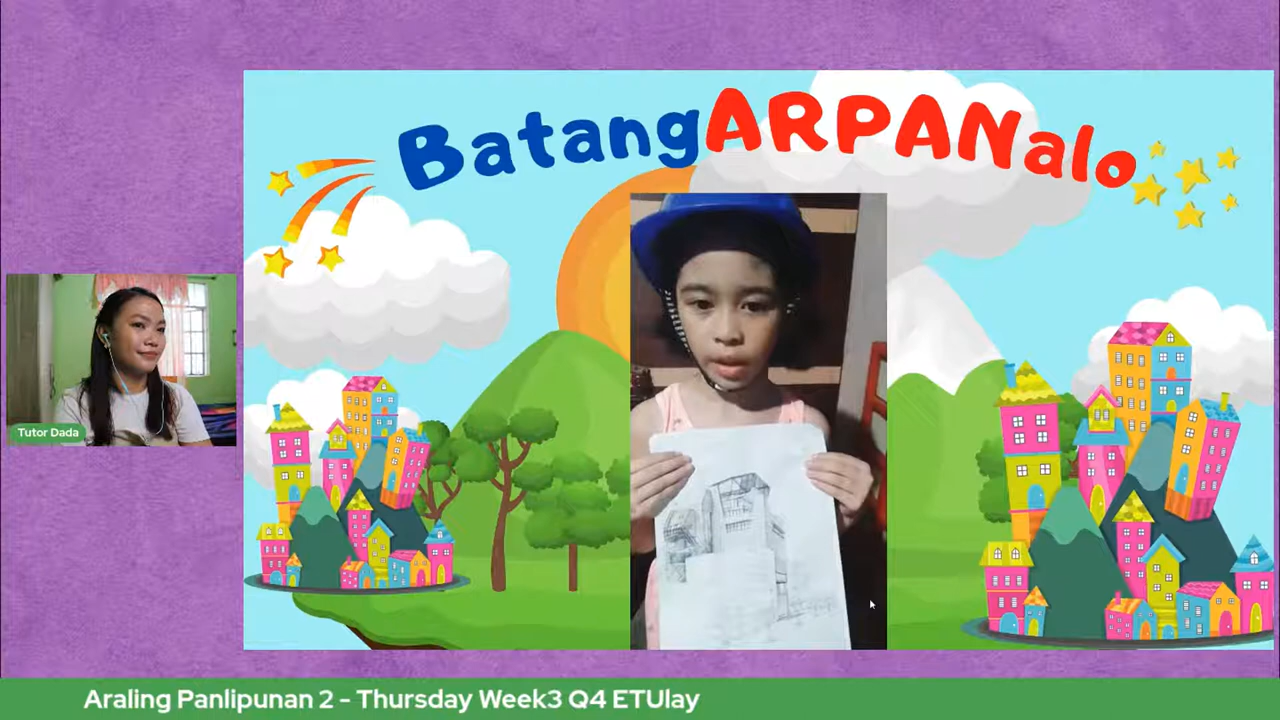 BatangARPANalo
Tutor Dada
Araling Panlipunan 2 - Thursday Week3 Q4 ETUlay